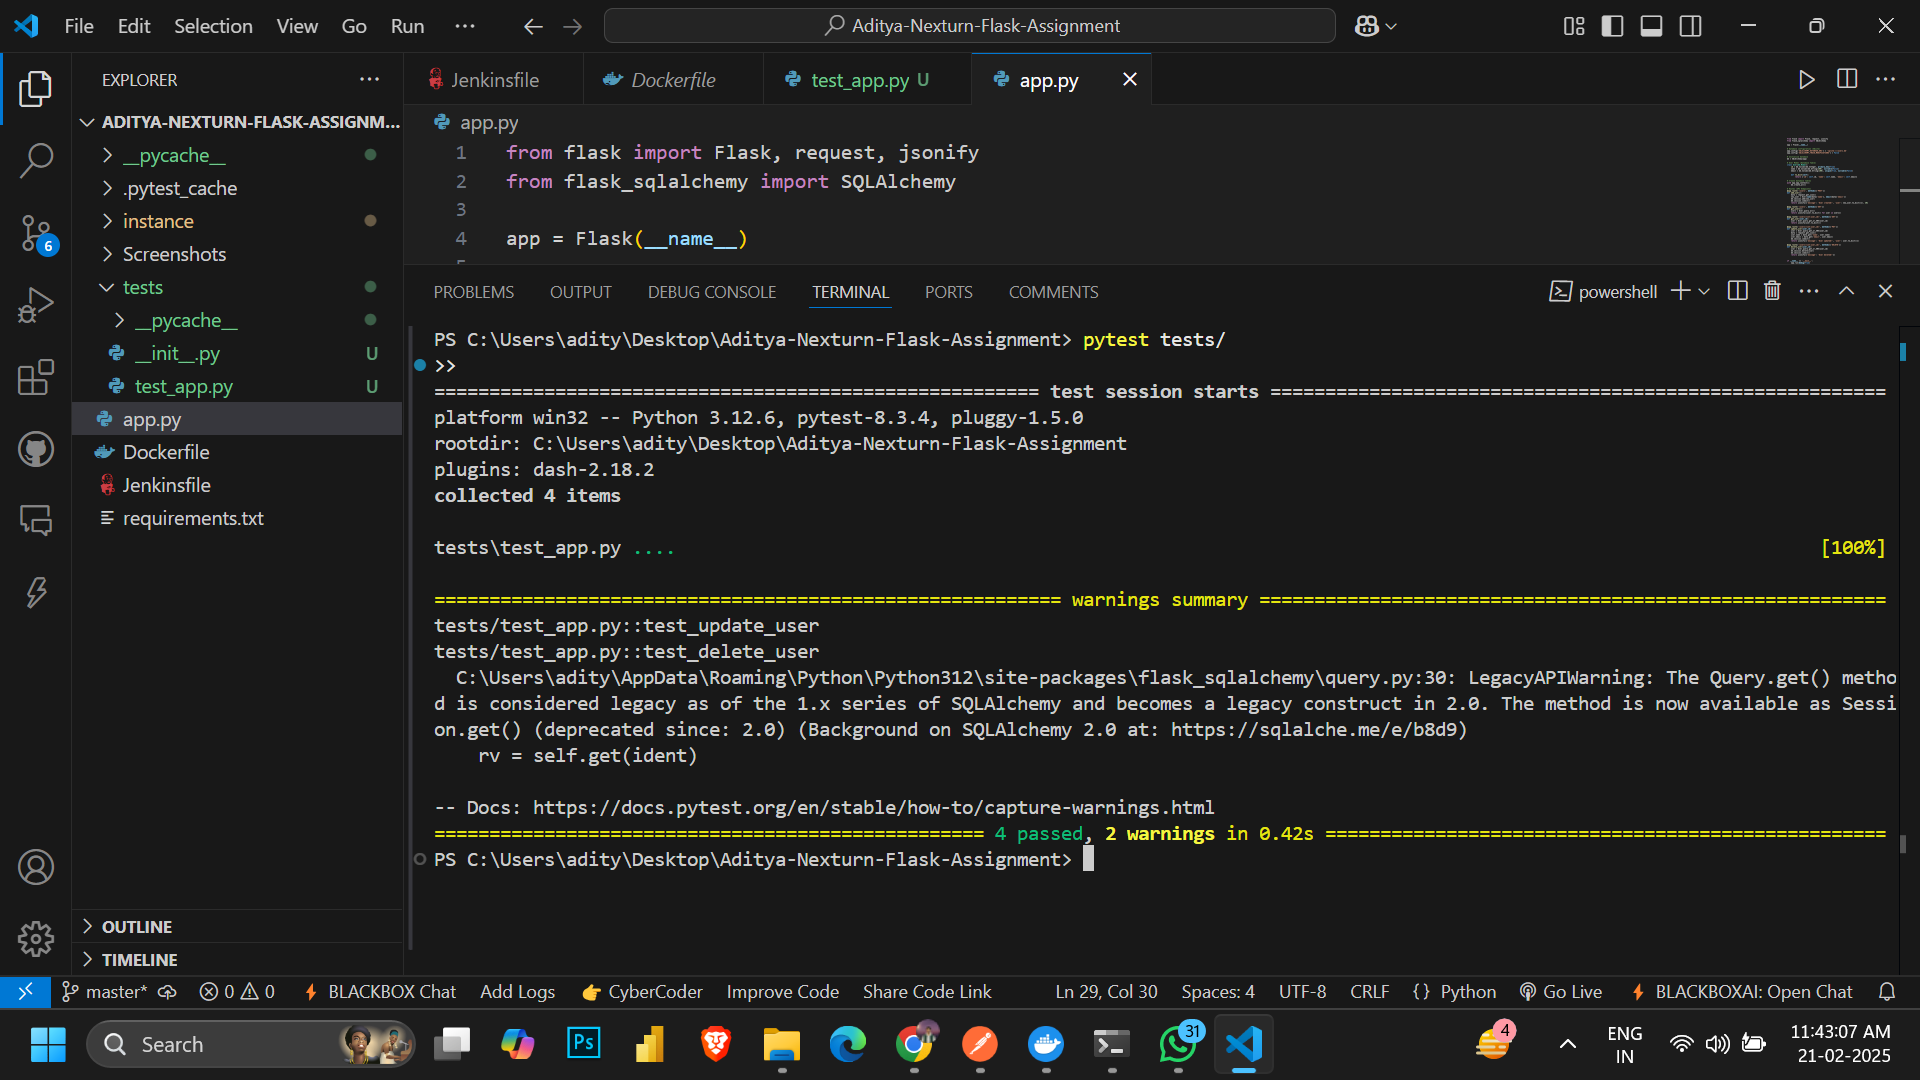 File Edit Selection View Go Run ··· Aditya-Nexturn-Flask-Assignment
EXPLORER
Jenkinsfile Dockerfile test_app.py U app.py
ADITYA-NEXTURN-FLASK-ASSIGNM...
__pycache__
.pytest_cache
instance
Screenshots
tests
__pycache__
__init__.py U
test_app.py U
app.py
Dockerfile
Jenkinsfile
requirements.txt
6
OUTLINE
TIMELINE
app.py
1 from flask import Flask, request, jsonify
2 from flask_sqlalchemy import SQLAlchemy
3
4 app = Flask(__name__)
PROBLEMS OUTPUT DEBUG CONSOLE TERMINAL PORTS COMMENTS powershell
PS C:\Users\adity\Desktop\Aditya-Nexturn-Flask-Assignment> pytest tests/
>>
======================================================= test session starts ========================================================
platform win32 -- Python 3.12.6, pytest-8.3.4, pluggy-1.5.0
rootdir: C:\Users\adity\Desktop\Aditya-Nexturn-Flask-Assignment
plugins: dash-2.18.2
collected 4 items
tests\test_app.py .... [100%]
========================================================= warnings summary =========================================================
tests/test_app.py::test_update_user
tests/test_app.py::test_delete_user
C:\Users\adity\AppData\Roaming\Python\Python312\site-packages\flask_sqlalchemy\query.py:30: LegacyAPIWarning: The Query.get() metho
d is considered legacy as of the 1.x series of SQLAlchemy and becomes a legacy construct in 2.0. The method is now available as Sessi
on.get() (deprecated since: 2.0) (Background on SQLAlchemy 2.0 at: https://sqlalche.me/e/b8d9)
rv = self.get(ident)
-- Docs: https://docs.pytest.org/en/stable/how-to/capture-warnings.html
================================================== 4 passed, 2 warnings in 0.42s ===================================================
PS C:\Users\adity\Desktop\Aditya-Nexturn-Flask-Assignment>
master* 0 0 BLACKBOX Chat Add Logs CyberCoder Improve Code Share Code Link Ln 29, Col 30 Spaces: 4 UTF-8 CRLF {} Python Go Live BLACKBOXAI: Open Chat
Search Ps 31 4 ENG 11:43:07 AM
IN 21-02-2025